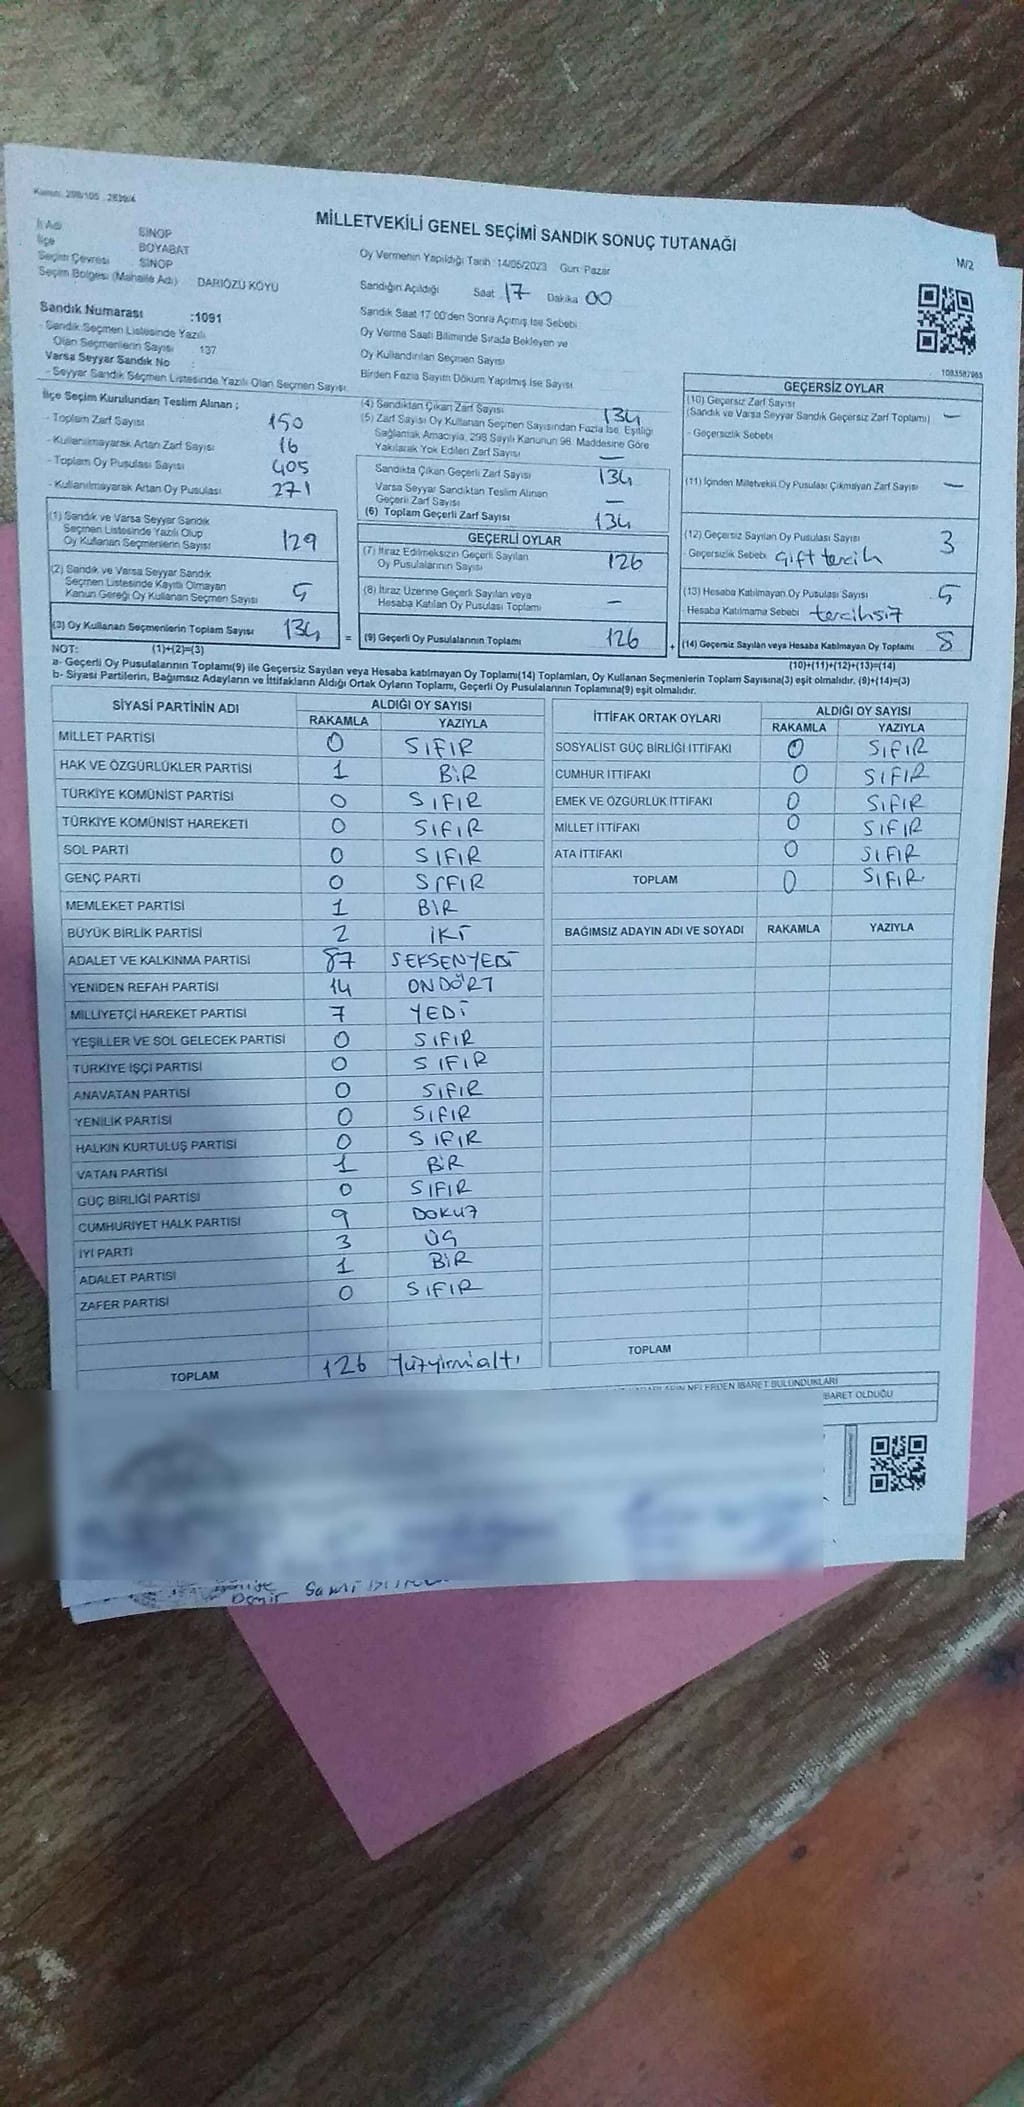 Kanun: 298/105 , 2839/4
MİLLETVEKİLİ GENEL SEÇİMİ SANDIK SONUÇ TUTANAĞI
M/2
İl Adı SİNOP
İlçe BOYABAT
Seçim Çevresi SİNOP
Seçim Bölgesi (Mahalle Adı) DARIÖZÜ KÖYÜ
Sandık Numarası :1091
- Sandık Seçmen Listesinde Yazılı
Olan Seçmenlerin Sayısı 137
Varsa Seyyar Sandık No :
- Seyyar Sandık Seçmen Listesinde Yazılı Olan Seçmen Sayısı
Oy Vermenin Yapıldığı Tarih :14/05/2023 Gün: Pazar
Sandığın Açıldığı Saat 17 Dakika 00
Sandık Saat 17:00'den Sonra Açımış İse Sebebi
Oy Verme Saati Bitiminde Sırada Bekleyen ve
Oy Kullandırılan Seçmen Sayısı
Birden Fazla Sayım Döküm Yapılmış İse Sayısı
1093587965
İlçe Seçim Kurulundan Teslim Alınan ;
- Toplam Zarf Sayısı 150
- Kullanılmayarak Artan Zarf Sayısı 16
- Toplam Oy Pusulası Sayısı 405
- Kullanılmayarak Artan Oy Pusulası 271
(1) Sandık ve Varsa Seyyar Sandık
Seçmen Listesinde Yazılı Olup
Oy Kullanan Seçmenlerin Sayısı 129
(2) Sandık ve Varsa Seyyar Sandık
Seçmen Listesinde Kayıtlı Olmayan
Kanun Gereği Oy Kullanan Seçmen Sayısı 5
(3) Oy Kullanan Seçmenlerin Toplam Sayısı 134 =
(4) Sandıktan Çıkan Zarf Sayısı 134
(5) Zarf Sayısı Oy Kullanan Seçmen Sayısından Fazla İse, Eşitliği
Sağlamak Amacıyla, 298 Sayılı Kanunun 98. Maddesine Göre
Yakılarak Yok Edilen Zarf Sayısı —
Sandıkta Çıkan Geçerli Zarf Sayısı 134
Varsa Seyyar Sandıktan Teslim Alınan
Geçerli Zarf Sayısı —
(6) Toplam Geçerli Zarf Sayısı 134
GEÇERLİ OYLAR
(7) İtiraz Edilmeksizin Geçerli Sayılan
Oy Pusulalarının Sayısı 126
(8) İtiraz Üzerine Geçerli Sayılan veya
Hesaba Katılan Oy Pusulası Toplamı —
(9) Geçerli Oy Pusulalarının Toplamı 126 +
GEÇERSİZ OYLAR
(10) Geçersiz Zarf Sayısı
(Sandık ve Varsa Seyyar Sandık Geçersiz Zarf Toplamı) —
- Geçersizlik Sebebi
(11) İçinden Milletvekili Oy Pusulası Çıkmayan Zarf Sayısı —
(12) Geçersiz Sayılan Oy Pusulası Sayısı 3
- Geçersizlik Sebebi Çift tercih
(13) Hesaba Katılmayan Oy Pusulası Sayısı 5
Hesaba Katılmama Sebebi tercihsiz
(14) Geçersiz Sayılan veya Hesaba Katılmayan Oy Toplamı 8
NOT: (1)+(2)=(3)
(10)+(11)+(12)+(13)=(14)
a- Geçerli Oy Pusulalarının Toplamı(9) ile Geçersiz Sayılan veya Hesaba katılmayan Oy Toplamı(14) Toplamları, Oy Kullanan Seçmenlerin Toplam Sayısına(3) eşit olmalıdır. (9)+(14)=(3)
b- Siyasi Partilerin, Bağımsız Adayların ve İttifakların Aldığı Ortak Oyların Toplamı, Geçerli Oy Pusulalarının Toplamına(9) eşit olmalıdır.
SİYASİ PARTİNİN ADI ALDIĞI OY SAYISI
RAKAMLA YAZIYLA
MİLLET PARTİSİ 0 SIFIR
HAK VE ÖZGÜRLÜKLER PARTİSİ 1 BİR
TÜRKİYE KOMÜNİST PARTİSİ 0 SIFIR
TÜRKİYE KOMÜNİST HAREKETİ 0 SIFIR
SOL PARTİ 0 SIFIR
GENÇ PARTİ 0 SIFIR
MEMLEKET PARTİSİ 1 BİR
BÜYÜK BİRLİK PARTİSİ 2 İKİ
ADALET VE KALKINMA PARTİSİ 87 SEKSENYEDİ
YENİDEN REFAH PARTİSİ 14 ONDÖRT
MİLLİYETÇİ HAREKET PARTİSİ 7 YEDİ
YEŞİLLER VE SOL GELECEK PARTİSİ 0 SIFIR
TÜRKİYE İŞÇİ PARTİSİ 0 SIFIR
ANAVATAN PARTİSİ 0 SIFIR
YENİLİK PARTİSİ 0 SIFIR
HALKIN KURTULUŞ PARTİSİ 0 SIFIR
VATAN PARTİSİ 1 BİR
GÜÇ BİRLİĞİ PARTİSİ 0 SIFIR
CUMHURİYET HALK PARTİSİ 9 DOKUZ
İYİ PARTİ 3 ÜÇ
ADALET PARTİSİ 1 BİR
ZAFER PARTİSİ 0 SIFIR
TOPLAM 126 Yüzyirmialtı
İTTİFAK ORTAK OYLARI ALDIĞI OY SAYISI
RAKAMLA YAZIYLA
SOSYALİST GÜÇ BİRLİĞİ İTTİFAKI 0 SIFIR
CUMHUR İTTİFAKI 0 SIFIR
EMEK VE ÖZGÜRLÜK İTTİFAKI 0 SIFIR
MİLLET İTTİFAKI 0 SIFIR
ATA İTTİFAKI 0 SIFIR
TOPLAM 0 SIFIR
BAĞIMSIZ ADAYIN ADI VE SOYADI RAKAMLA YAZIYLA
TOPLAM
NELERDEN İBARET BULUNDUKLARI
İBARET OLDUĞU
Demir Sami